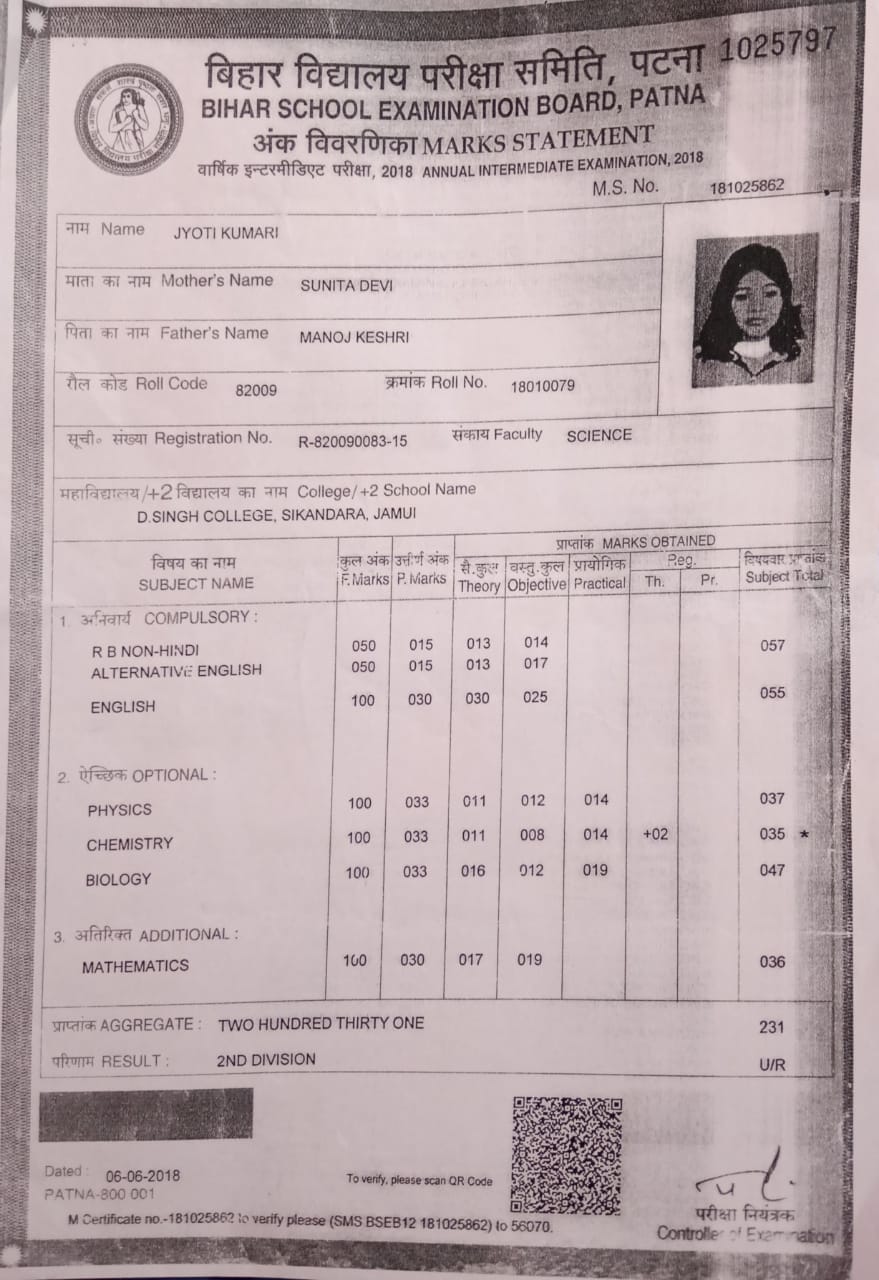 बिहार विद्यालय परीक्षा समिति, पटना 1025797
BIHAR SCHOOL EXAMINATION BOARD, PATNA
अंक विवरणिका MARKS STATEMENT
वार्षिक इन्टरमीडिएट परीक्षा, 2018 ANNUAL INTERMEDIATE EXAMINATION, 2018
M.S. No. 181025862
नाम Name JYOTI KUMARI
माता का नाम Mother's Name SUNITA DEVI
पिता का नाम Father's Name MANOJ KESHRI
रौल कोड Roll Code 82009 क्रमांक Roll No. 18010079
सूची० संख्या Registration No. R-820090083-15 संकाय Faculty SCIENCE
महाविद्यालय/+2 विद्यालय का नाम College/+2 School Name
D.SINGH COLLEGE, SIKANDARA, JAMUI
प्राप्तांक MARKS OBTAINED
विषय का नाम कुल अंक उत्तीर्ण अंक सै.कुल वस्तु.कुल प्रायोगिक Reg. विषयवार प्राप्तांक
SUBJECT NAME F.Marks P. Marks Theory Objective Practical Th. Pr. Subject Total
1. अनिवार्य COMPULSORY :
R B NON-HINDI 050 015 013 014 057
ALTERNATIVE ENGLISH 050 015 013 017
ENGLISH 100 030 030 025 055
2. ऐच्छिक OPTIONAL :
PHYSICS 100 033 011 012 014 037
CHEMISTRY 100 033 011 008 014 +02 035 *
BIOLOGY 100 033 016 012 019 047
3. अतिरिक्त ADDITIONAL :
MATHEMATICS 100 030 017 019 036
प्राप्तांक AGGREGATE : TWO HUNDRED THIRTY ONE 231
परिणाम RESULT : 2ND DIVISION U/R
Dated : 06-06-2018
PATNA-800 001
To verify, please scan QR Code
परीक्षा नियंत्रक
Controller of Examination
M Certificate no.-181025862 to verify please (SMS BSEB12 181025862) to 56070.